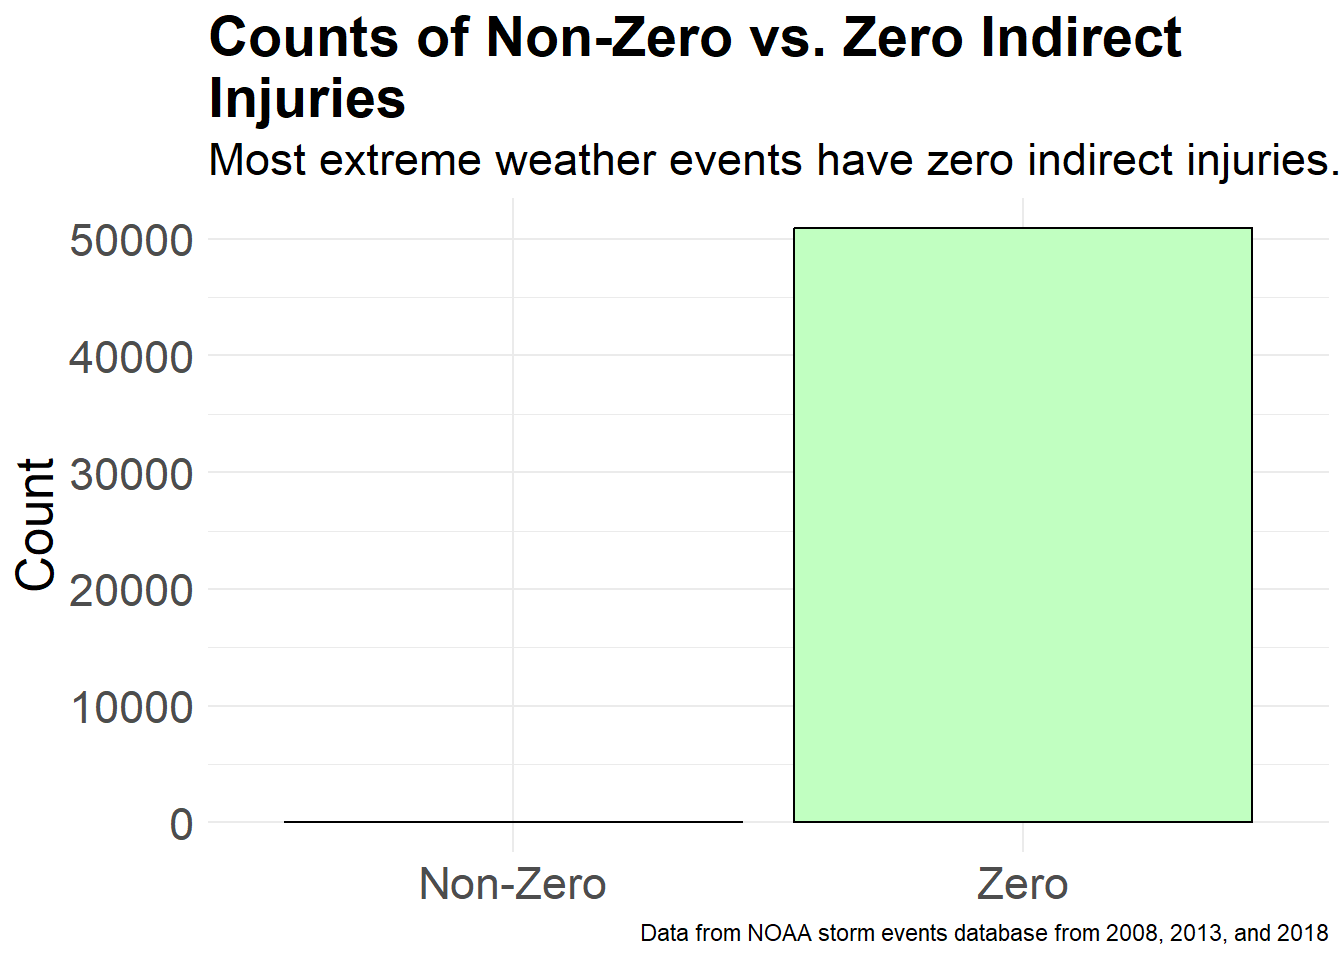 Counts of Non-Zero vs. Zero Indirect
Injuries
Most extreme weather events have zero indirect injuries.
50000
40000
30000
20000
10000
0
Count
Non-Zero
Zero
Data from NOAA storm events database from 2008, 2013, and 2018